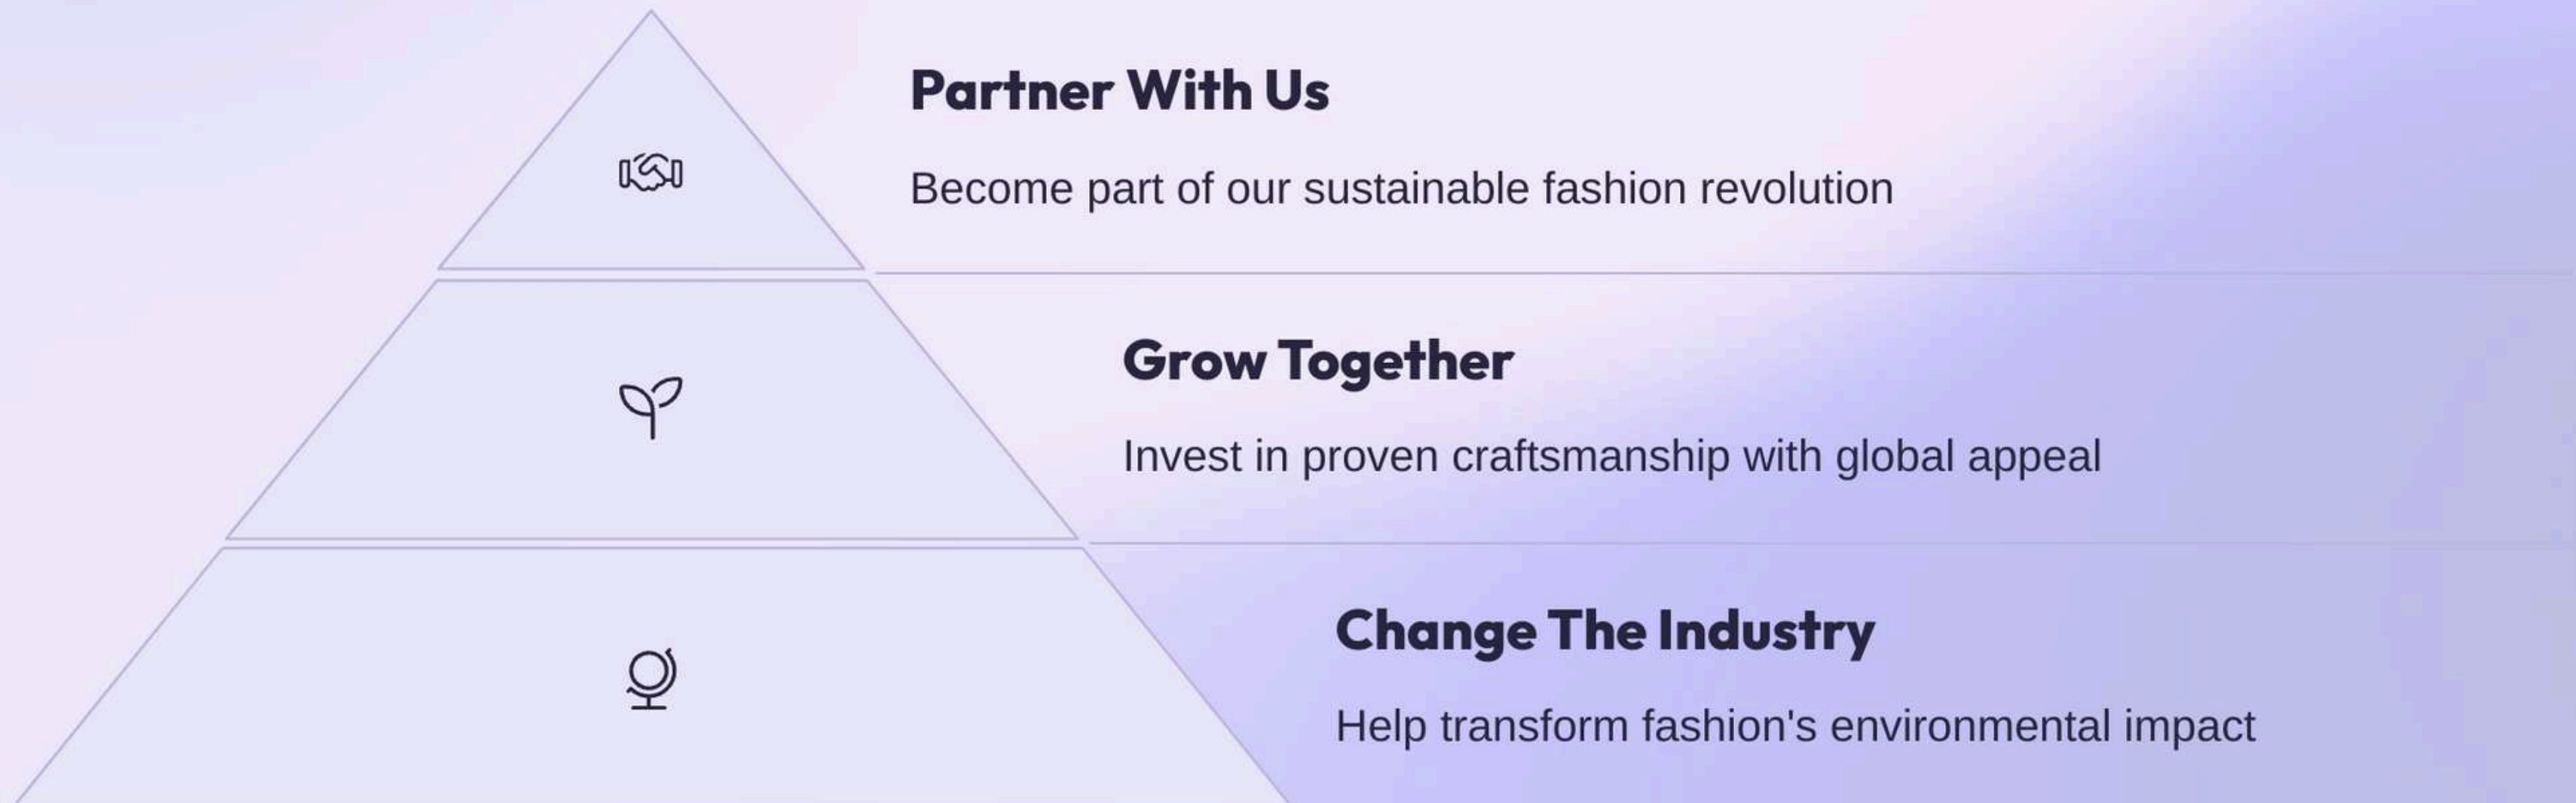 Partner With Us
Become part of our sustainable fashion revolution
Grow Together
Invest in proven craftsmanship with global appeal
Change The Industry
Help transform fashion's environmental impact